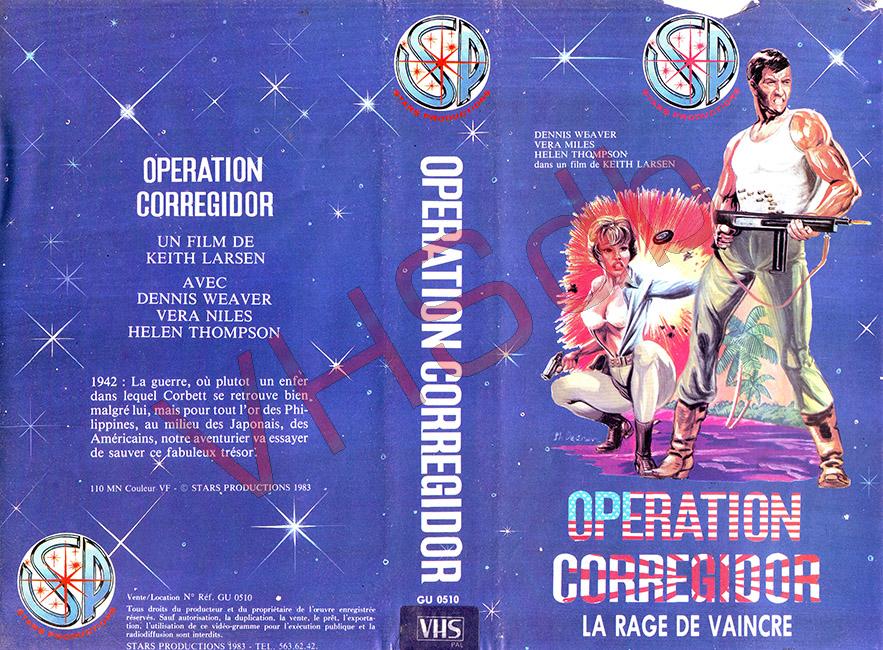 OPERATION
CORREGIDOR
UN FILM DE
KEITH LARSEN
AVEC
DENNIS WEAVER
VERA NILES
HELEN THOMPSON
1942 : La guerre, où plutot un enfer
dans lequel Corbett se retrouve bien
malgré lui, mais pour tout l'or des Phi-
lippines, au milieu des Japonais, des
Américains, notre aventurier va essayer
de sauver ce fabuleux trésor.
110 MN Couleur VF - © STARS PRODUCTIONS 1983
SP
STARS PRODUCTIONS
Vente/Location N° Réf. GU 0510
Tous droits du producteur et du propriétaire de l'œuvre enregistrée
réservés. Sauf autorisation, la duplication, la vente, le prêt, l'exporta-
tion, l'utilisation de ce vidéo-gramme pour l'exécution publique et la
radiodiffusion sont interdits.
STARS PRODUCTIONS 1983 - TEL. 563.62.42.
SP
STARS PRODUCTIONS
OPERATION CORREGIDOR
GU 0510
VHS
PAL
SP
STARS PRODUCTIONS
DENNIS WEAVER
VERA MILES
HELEN THOMPSON
dans un film de KEITH LARSEN
OPERATION
CORREGIDOR
LA RAGE DE VAINCRE